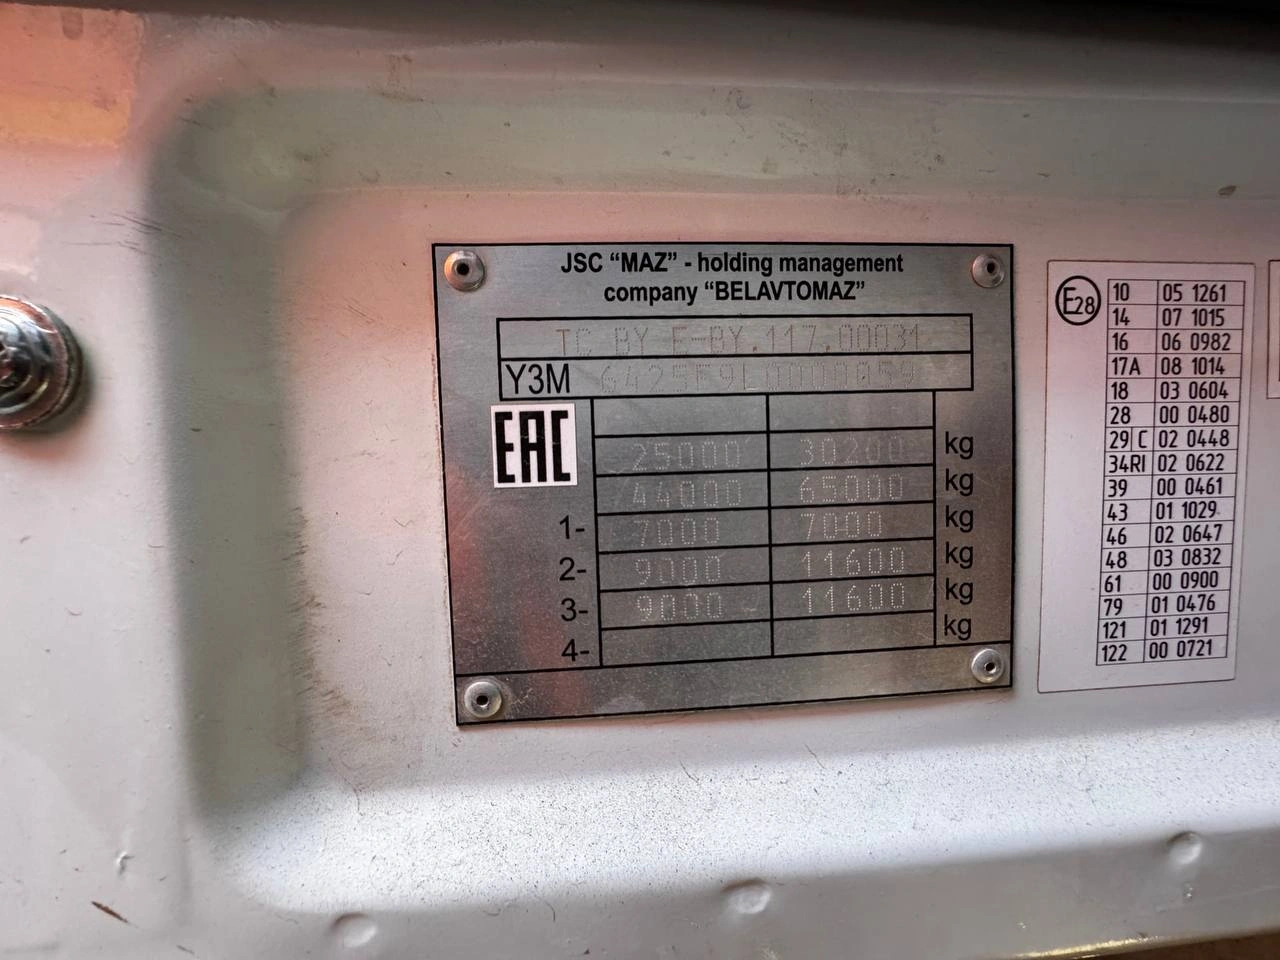 JSC “MAZ” - holding management
company “BELAVTOMAZ”
TC BY E-BY.117.00031
Y3M 6425F9L0000059
EAC
25000 30200 kg
44000 65000 kg
1- 7000 7000 kg
2- 9000 11600 kg
3- 9000 11600 kg
4- kg
E28
10 05 1261
14 07 1015
16 06 0982
17A 08 1014
18 03 0604
28 00 0480
29 C 02 0448
34RI 02 0622
39 00 0461
43 01 1029
46 02 0647
48 03 0832
61 00 0900
79 01 0476
121 01 1291
122 00 0721